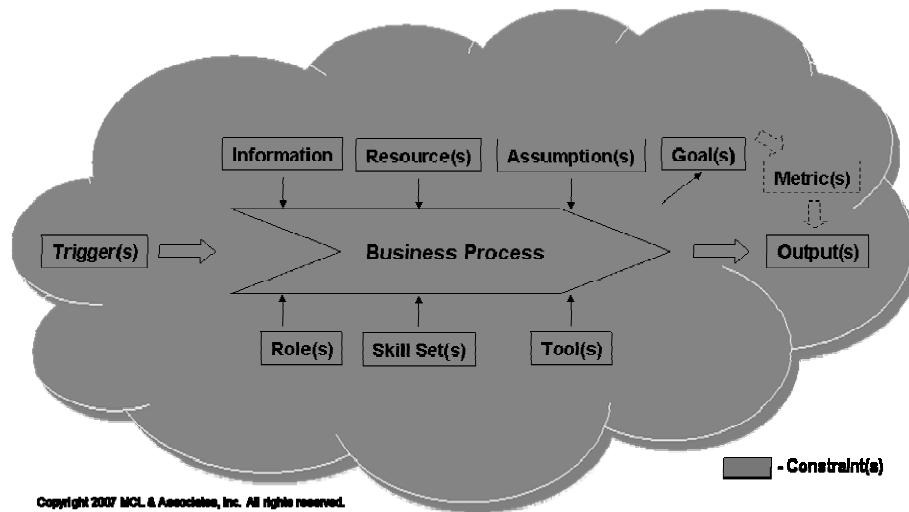 Information
Resource(s)
Assumption(s)
Goal(s)
Metric(s)
Trigger(s)
Business Process
Output(s)
Role(s)
Skill Set(s)
Tool(s)
- Constraint(s)
Copyright 2007 MCL & Associates, Inc. All rights reserved.